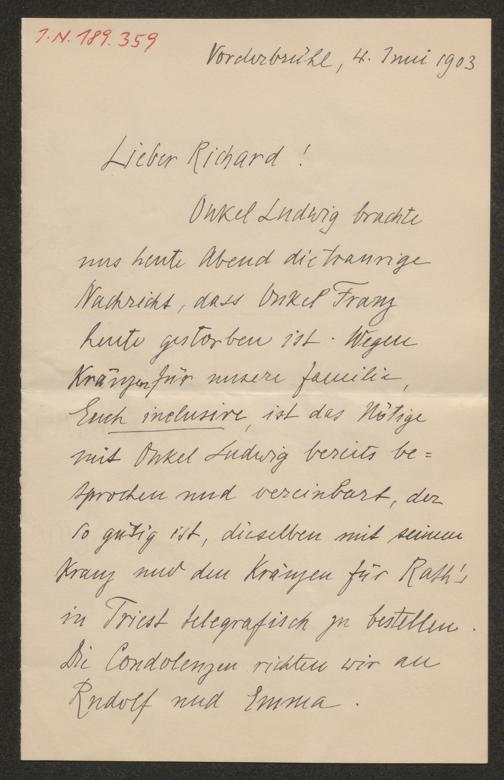 I.N. 189.359
Vorderbrühl, 4. Juni 1903
Lieber Richard !
Onkel Ludwig brachte
uns heute Abend die traurige
Nachricht, dass Onkel Franz
heute gestorben ist. Wegen
Kränzen für unsere Familie,
Euch inclusive, ist das Nötige
mit Onkel Ludwig bereits be=
sprochen und vereinbart, der
so gütig ist, dieselben mit seinem
Kranz und den Kränzen für Rath's
in Triest telegrafisch zu bestellen.
Die Condolenzen richten wir an
Rudolf und Emma.